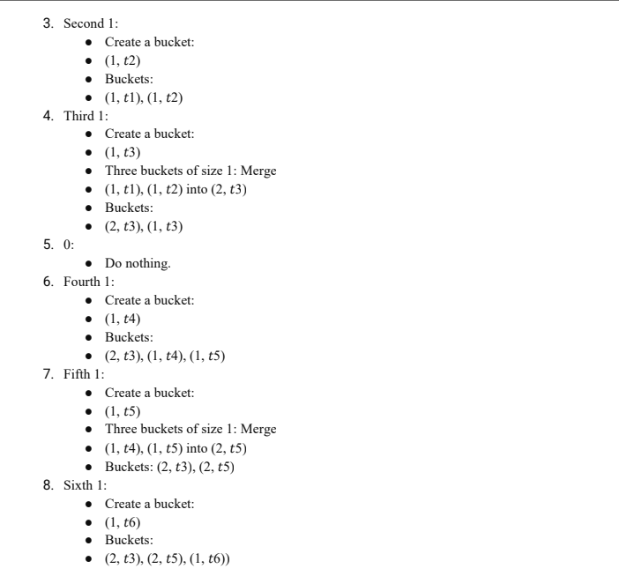 3. Second 1:
● Create a bucket:
● (1, t2)
● Buckets:
● (1, t1), (1, t2)
4. Third 1:
● Create a bucket:
● (1, t3)
● Three buckets of size 1: Merge
● (1, t1), (1, t2) into (2, t3)
● Buckets:
● (2, t3), (1, t3)
5. 0:
● Do nothing.
6. Fourth 1:
● Create a bucket:
● (1, t4)
● Buckets:
● (2, t3), (1, t4), (1, t5)
7. Fifth 1:
● Create a bucket:
● (1, t5)
● Three buckets of size 1: Merge
● (1, t4), (1, t5) into (2, t5)
● Buckets: (2, t3), (2, t5)
8. Sixth 1:
● Create a bucket:
● (1, t6)
● Buckets:
● (2, t3), (2, t5), (1, t6))